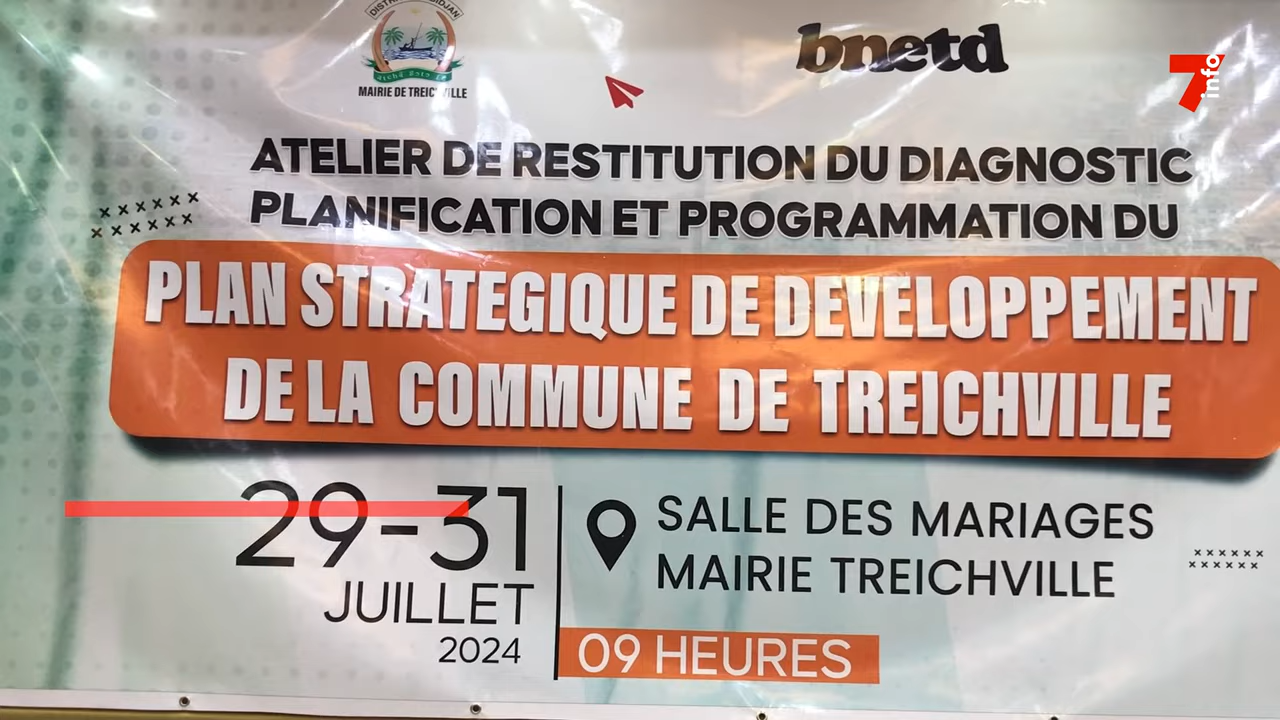 MAIRIE DE TREICHVILLE
bnetd
7 info
ATELIER DE RESTITUTION DU DIAGNOSTIC
PLANIFICATION ET PROGRAMMATION DU
PLAN STRATEGIQUE DE DEVELOPPEMENT
DE LA COMMUNE DE TREICHVILLE
29-31
JUILLET
2024
SALLE DES MARIAGES
MAIRIE TREICHVILLE
09 HEURES